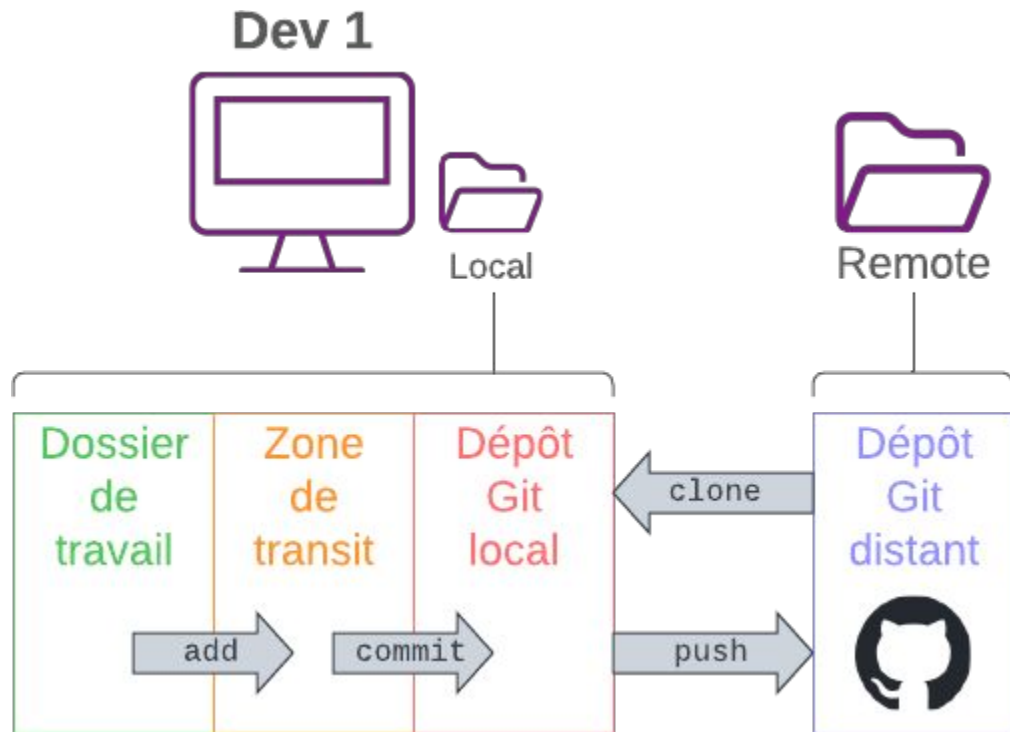 Dev 1
Local
Remote
Dossier
de
travail
Zone
de
transit
Dépôt
Git
local
Dépôt
Git
distant
clone
add
commit
push